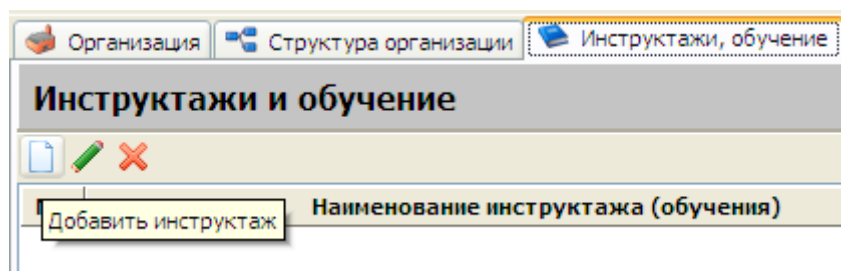 Организация Структура организации Инструктажи, обучение
Инструктажи и обучение
Наименование инструктажа (обучения)
Добавить инструктаж